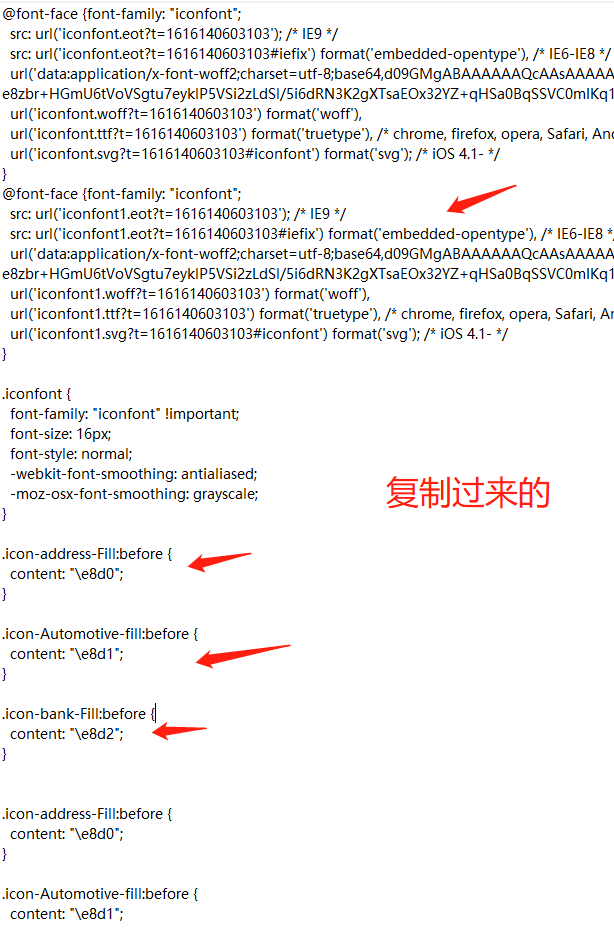 @font-face {font-family: "iconfont";
src: url('iconfont.eot?t=1616140603103'); /* IE9 */
src: url('iconfont.eot?t=1616140603103#iefix') format('embedded-opentype'), /* IE6-IE8 */
url('data:application/x-font-woff2;charset=utf-8;base64,d09GMgABAAAAAAQcAAsAAAAA
e8zbr+HGmU6tVoVSgtu7eykIP5VSi2zLdSl/5i6dRN3K2gXTsaEOx32YZ+qHSa0BqSSVC0mIKq1
url('iconfont.woff?t=1616140603103') format('woff'),
url('iconfont.ttf?t=1616140603103') format('truetype'), /* chrome, firefox, opera, Safari, And
url('iconfont.svg?t=1616140603103#iconfont') format('svg'); /* iOS 4.1- */
}
@font-face {font-family: "iconfont";
src: url('iconfont1.eot?t=1616140603103'); /* IE9 */
src: url('iconfont1.eot?t=1616140603103#iefix') format('embedded-opentype'), /* IE6-IE8 */
url('data:application/x-font-woff2;charset=utf-8;base64,d09GMgABAAAAAAQcAAsAAAAA
e8zbr+HGmU6tVoVSgtu7eykIP5VSi2zLdSl/5i6dRN3K2gXTsaEOx32YZ+qHSa0BqSSVC0mIKq1
url('iconfont1.woff?t=1616140603103') format('woff'),
url('iconfont1.ttf?t=1616140603103') format('truetype'), /* chrome, firefox, opera, Safari, An
url('iconfont1.svg?t=1616140603103#iconfont') format('svg'); /* iOS 4.1- */
}
.iconfont {
font-family: "iconfont" !important;
font-size: 16px;
font-style: normal;
-webkit-font-smoothing: antialiased;
-moz-osx-font-smoothing: grayscale;
}
复制过来的
.icon-address-Fill:before {
content: "\e8d0";
}
.icon-Automotive-fill:before {
content: "\e8d1";
}
.icon-bank-Fill:before {
content: "\e8d2";
}
.icon-address-Fill:before {
content: "\e8d0";
}
.icon-Automotive-fill:before {
content: "\e8d1";